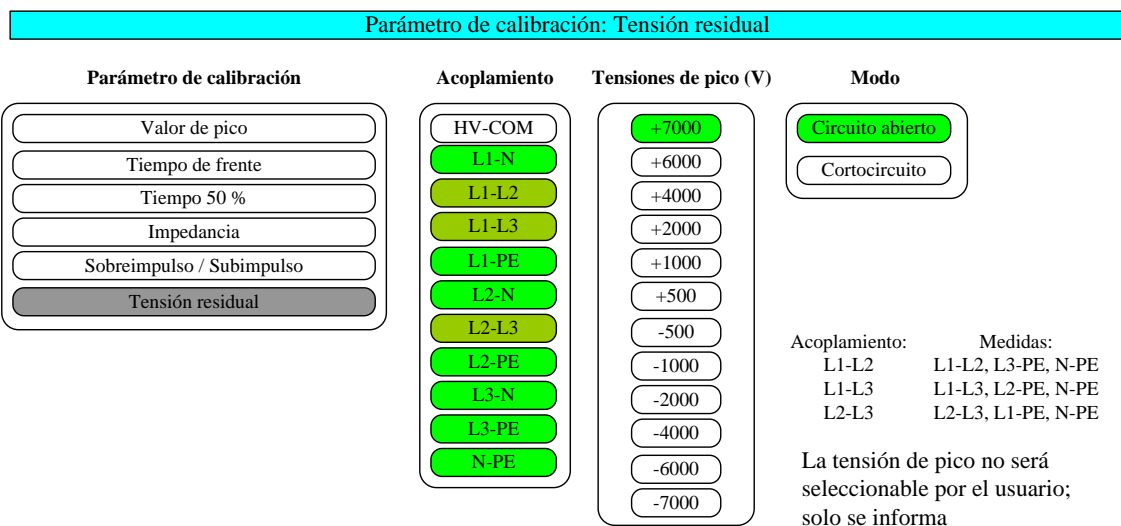 Parámetro de calibración: Tensión residual
Parámetro de calibración
Valor de pico
Tiempo de frente
Tiempo 50 %
Impedancia
Sobreimpulso / Subimpulso
Tensión residual
Acoplamiento
HV-COM
L1-N
L1-L2
L1-L3
L1-PE
L2-N
L2-L3
L2-PE
L3-N
L3-PE
N-PE
Tensiones de pico (V)
+7000
+6000
+4000
+2000
+1000
+500
-500
-1000
-2000
-4000
-6000
-7000
Modo
Circuito abierto
Cortocircuito
Acoplamiento: Medidas:
L1-L2 L1-L2, L3-PE, N-PE
L1-L3 L1-L3, L2-PE, N-PE
L2-L3 L2-L3, L1-PE, N-PE
La tensión de pico no será
seleccionable por el usuario;
solo se informa